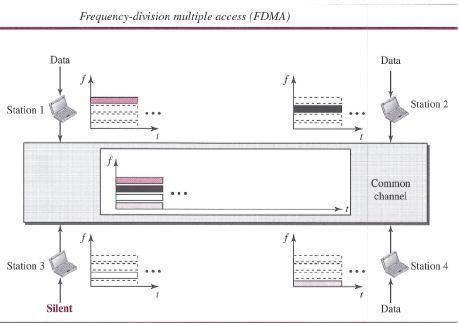 Frequency-division multiple access (FDMA)
Data
Data
f
f
Station 1
Station 2
t
t
f
Common
channel
t
f
f
Station 3
Station 4
t
t
Silent
Data